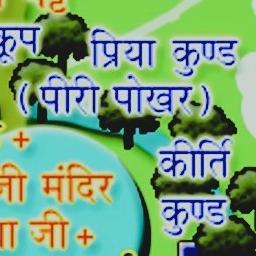 प्रिया कुण्ड
( पीरी पोखर )
कीर्ति
कुण्ड
जी मंदिर
जी +